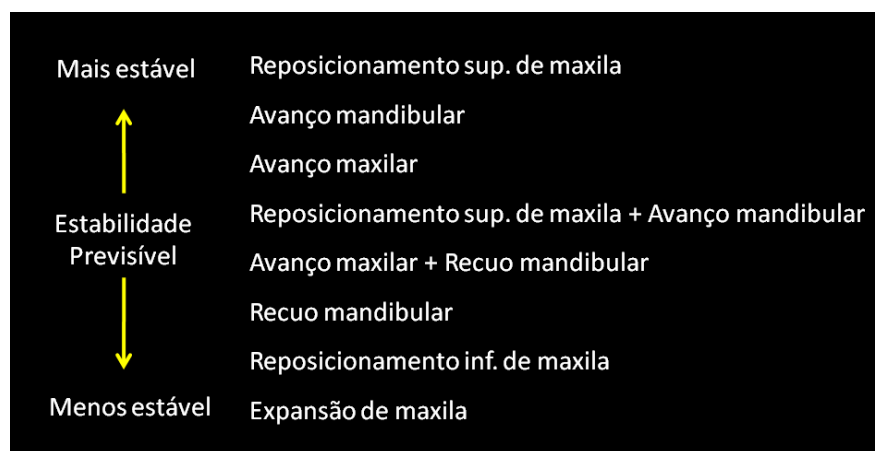 Mais estável
Reposicionamento sup. de maxila
Avanço mandibular
Avanço maxilar
Estabilidade
Previsível
Reposicionamento sup. de maxila + Avanço mandibular
Avanço maxilar + Recuo mandibular
Recuo mandibular
Reposicionamento inf. de maxila
Menos estável
Expansão de maxila